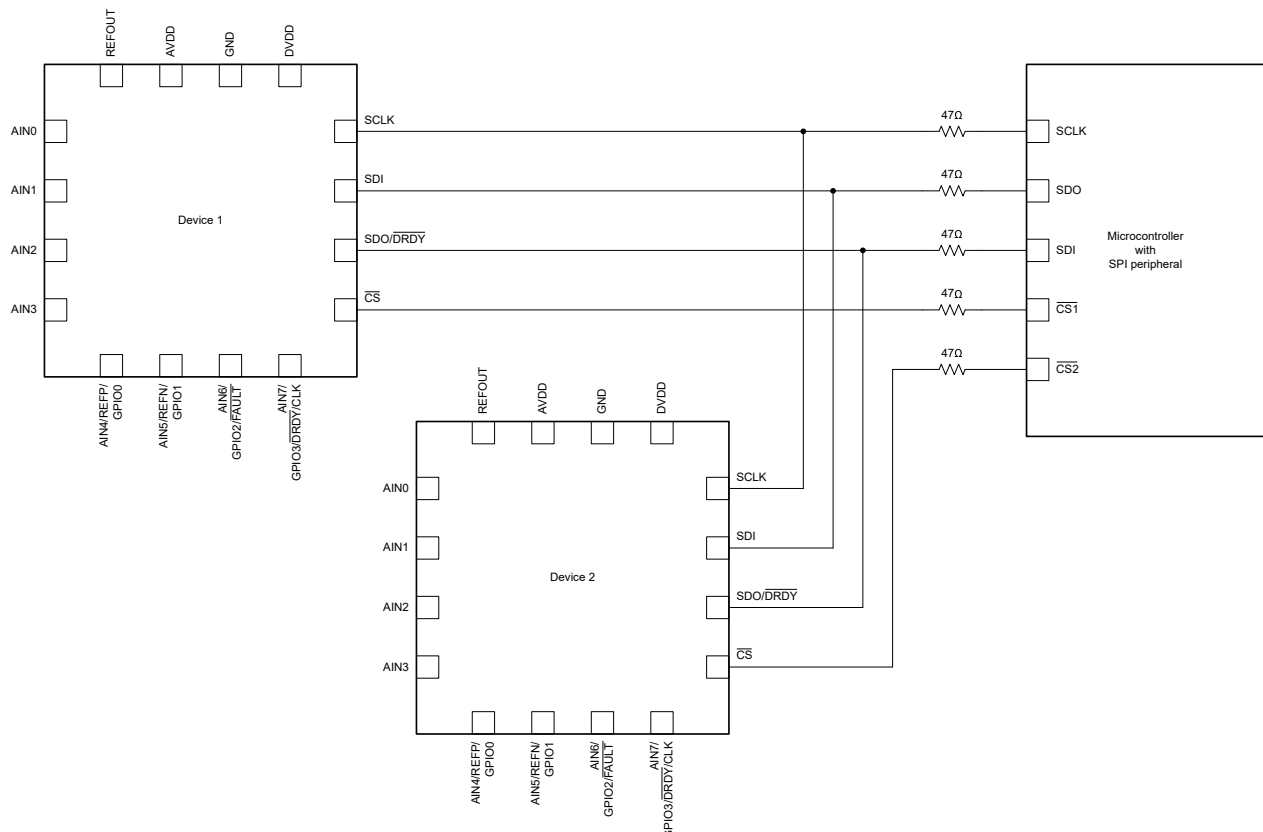 REFOUT
AVDD
GND
DVDD
AIN0
AIN1
AIN2
AIN3
Device 1
SCLK
SDI
SDO/DRDY
CS
AIN4/REFP/
GPIO0
AIN5/REFN/
GPIO1
AIN6/
GPIO2/FAULT
AIN7/
GPIO3/DRDY/CLK
47Ω
47Ω
47Ω
47Ω
47Ω
SCLK
SDO
SDI
CS1
CS2
Microcontroller
with
SPI peripheral
REFOUT
AVDD
GND
DVDD
AIN0
AIN1
AIN2
AIN3
Device 2
SCLK
SDI
SDO/DRDY
CS
AIN4/REFP/
GPIO0
AIN5/REFN/
GPIO1
AIN6/
GPIO2/FAULT
AIN7/
GPIO3/DRDY/CLK